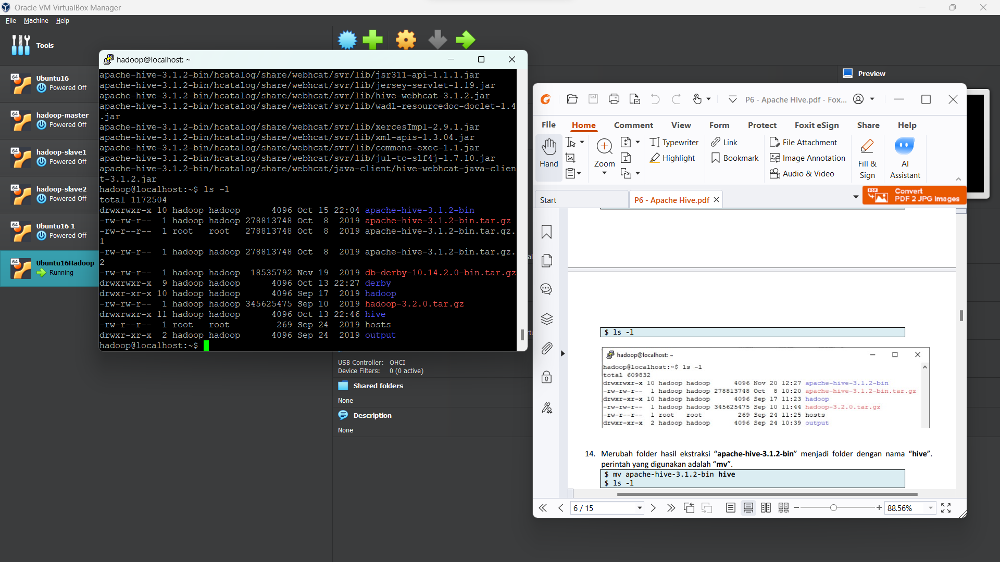 Oracle VM VirtualBox Manager
File Machine Help
Tools
64 Ubuntu16
Powered Off
64 hadoop-master
Powered Off
64 hadoop-slave1
Powered Off
64 hadoop-slave2
Powered Off
64 Ubuntu16 1
Powered Off
64 Ubuntu16Hadoop
Running
hadoop@localhost: ~
apache-hive-3.1.2-bin/hcatalog/share/webhcat/svr/lib/jsr311-api-1.1.1.jar
apache-hive-3.1.2-bin/hcatalog/share/webhcat/svr/lib/jersey-servlet-1.19.jar
apache-hive-3.1.2-bin/hcatalog/share/webhcat/svr/lib/hive-webhcat-3.1.2.jar
apache-hive-3.1.2-bin/hcatalog/share/webhcat/svr/lib/wadl-resourcedoc-doclet-1.4
.jar
apache-hive-3.1.2-bin/hcatalog/share/webhcat/svr/lib/xercesImpl-2.9.1.jar
apache-hive-3.1.2-bin/hcatalog/share/webhcat/svr/lib/xml-apis-1.3.04.jar
apache-hive-3.1.2-bin/hcatalog/share/webhcat/svr/lib/commons-exec-1.1.jar
apache-hive-3.1.2-bin/hcatalog/share/webhcat/svr/lib/jul-to-slf4j-1.7.10.jar
apache-hive-3.1.2-bin/hcatalog/share/webhcat/java-client/hive-webhcat-java-clien
t-3.1.2.jar
hadoop@localhost:~$ ls -l
total 1172504
drwxrwxr-x 10 hadoop hadoop 4096 Oct 15 22:04 apache-hive-3.1.2-bin
-rw-rw-r-- 1 hadoop hadoop 278813748 Oct 8 2019 apache-hive-3.1.2-bin.tar.gz
-rw-r--r-- 1 root root 278813748 Oct 8 2019 apache-hive-3.1.2-bin.tar.gz.
1
-rw-rw-r-- 1 hadoop hadoop 278813748 Oct 8 2019 apache-hive-3.1.2-bin.tar.gz.
2
-rw-rw-r-- 1 hadoop hadoop 18535792 Nov 19 2019 db-derby-10.14.2.0-bin.tar.gz
drwxrwxr-x 9 hadoop hadoop 4096 Oct 13 22:27 derby
drwxr-xr-x 10 hadoop hadoop 4096 Sep 17 2019 hadoop
-rw-rw-r-- 1 hadoop hadoop 345625475 Sep 10 2019 hadoop-3.2.0.tar.gz
drwxrwxr-x 11 hadoop hadoop 4096 Oct 13 22:46 hive
-rw-r--r-- 1 root root 269 Sep 24 2019 hosts
drwxr-xr-x 2 hadoop hadoop 4096 Sep 24 2019 output
hadoop@localhost:~$
USB Controller: OHCI
Device Filters: 0 (0 active)
Shared folders
None
Description
None
Preview
P6 - Apache Hive.pdf - Fox...
File Home Comment View Form Protect Foxit eSign Share Help
Hand
Zoom
Typewriter
Highlight
Link
Bookmark
File Attachment
Image Annotation
Audio & Video
Fill &
Sign
AI
Assistant
Start
P6 - Apache Hive.pdf
PDF
Convert
PDF 2 JPG Images
$ ls -l
hadoop@localhost: ~
hadoop@localhost:~$ ls -l
total 609832
drwxrwxr-x 10 hadoop hadoop 4096 Nov 20 12:27 apache-hive-3.1.2-bin
-rw-rw-r-- 1 hadoop hadoop 278813748 Oct 8 10:20 apache-hive-3.1.2-bin.tar.gz
drwxr-xr-x 10 hadoop hadoop 4096 Sep 17 11:23 hadoop
-rw-rw-r-- 1 hadoop hadoop 345625475 Sep 10 11:44 hadoop-3.2.0.tar.gz
-rw-r--r-- 1 root root 269 Sep 24 11:25 hosts
drwxr-xr-x 2 hadoop hadoop 4096 Sep 24 10:39 output
14. Merubah folder hasil ekstraksi “apache-hive-3.1.2-bin” menjadi folder dengan nama “hive”.
perintah yang digunakan adalah “mv”.
$ mv apache-hive-3.1.2-bin hive
$ ls -l
6 / 15
88.56%